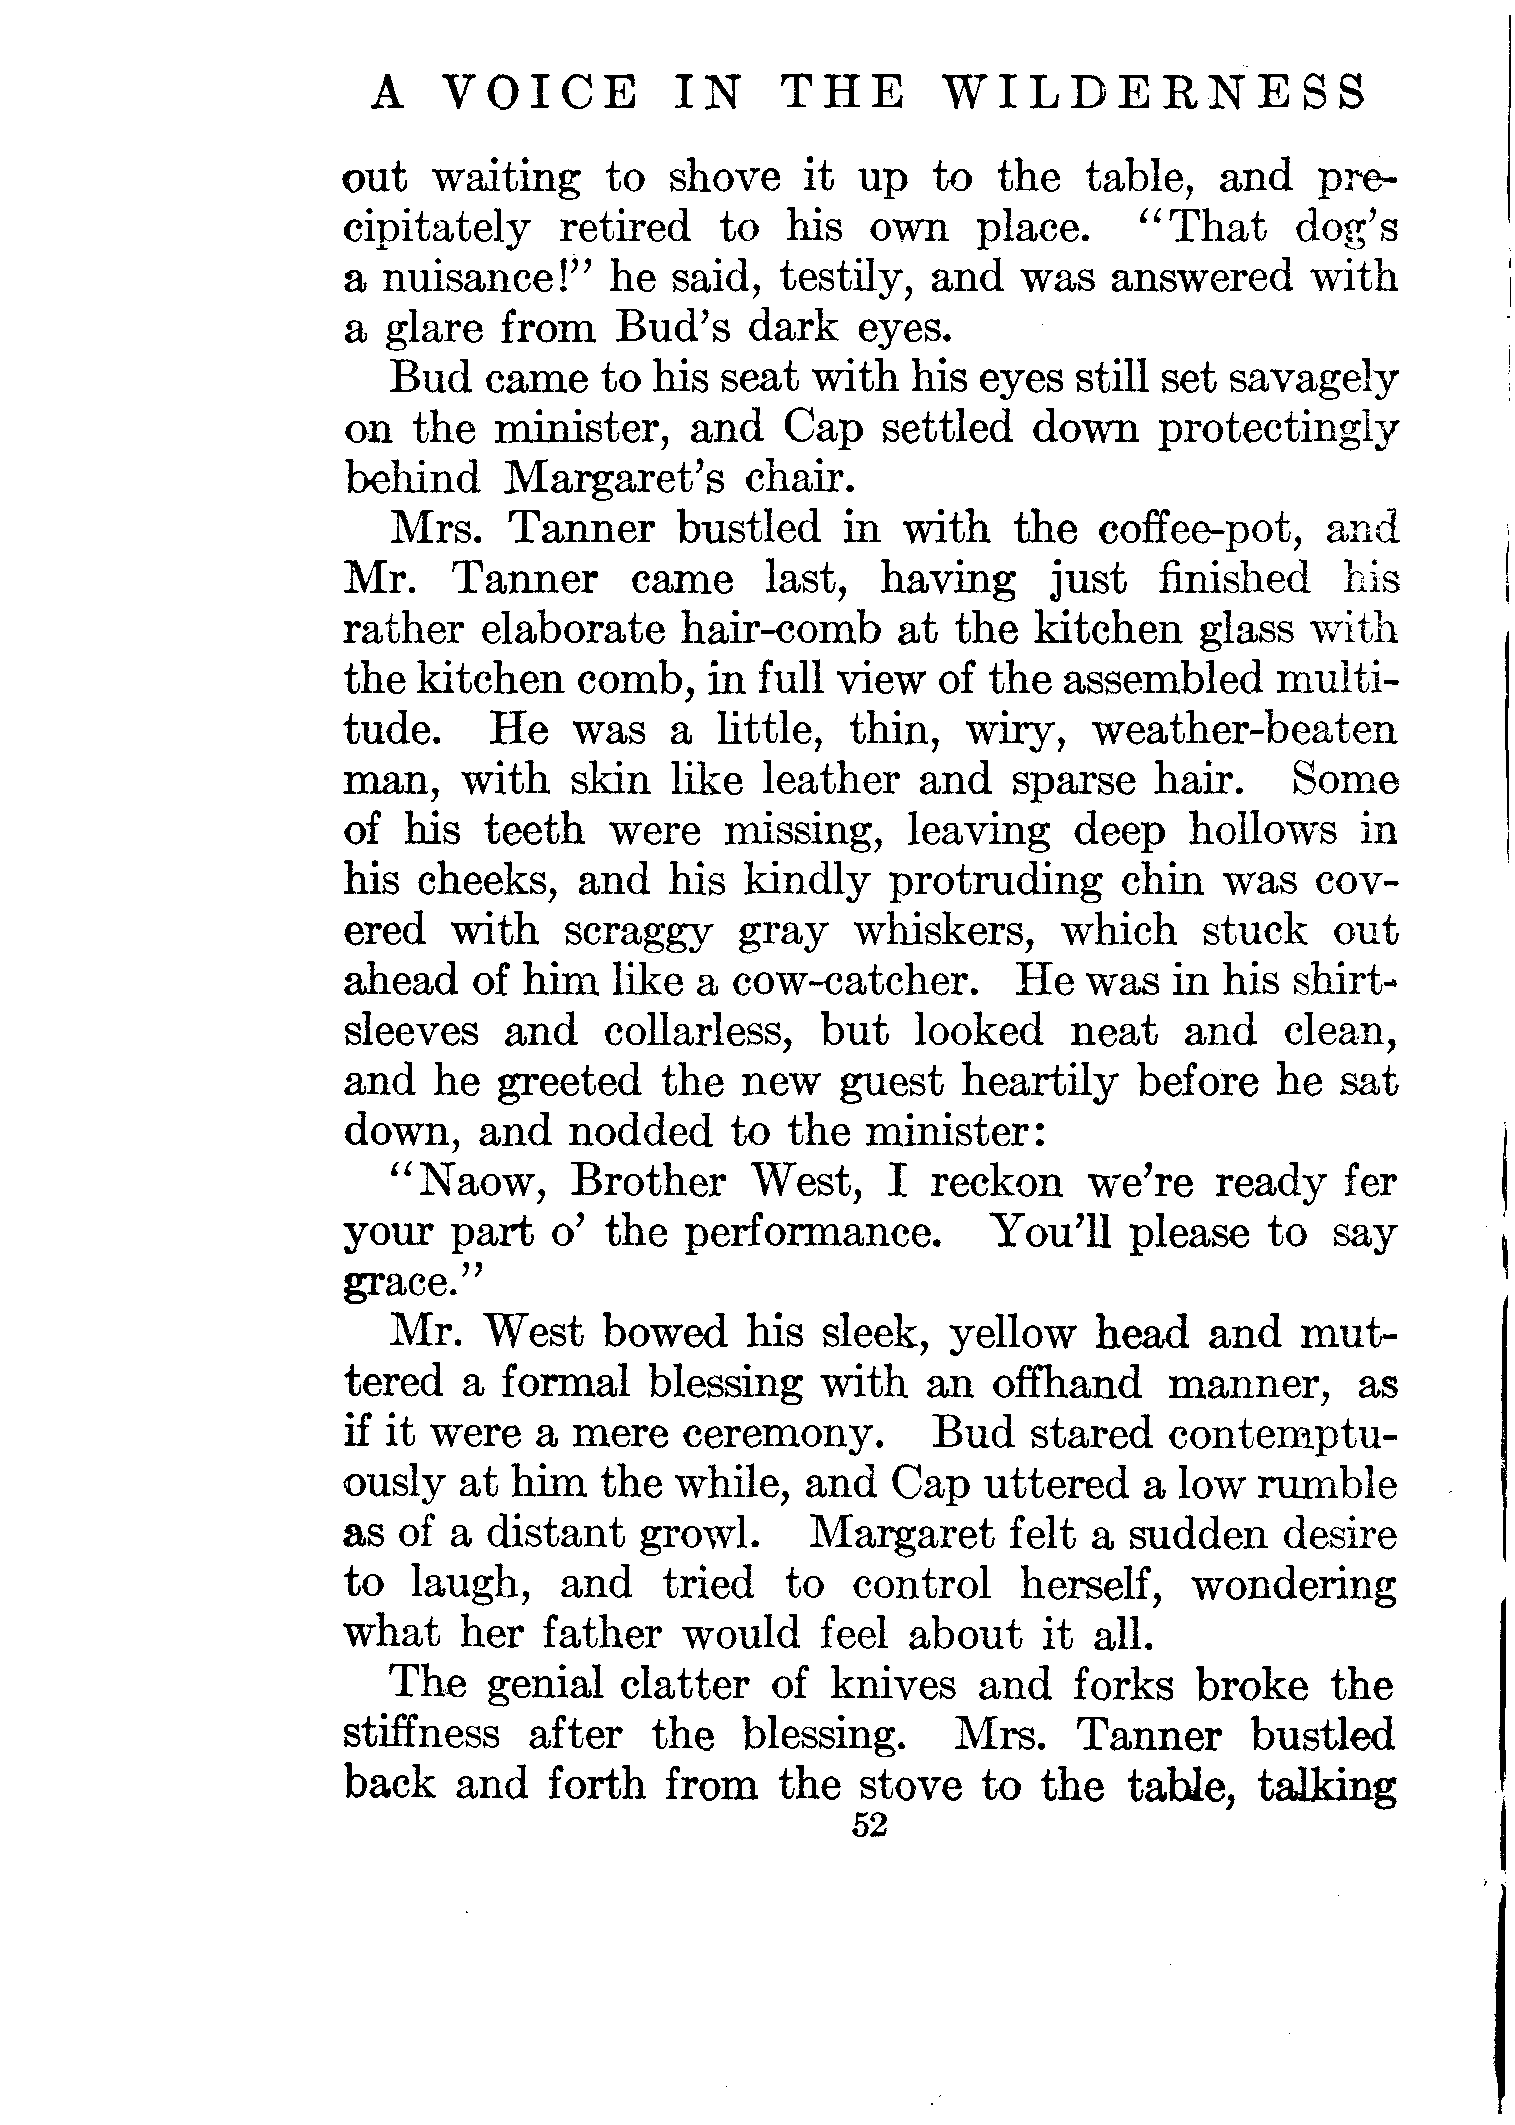 A VOICE IN THE WILDERNESS
out waiting to shove it up to the table, and pre-
cipitately retired to his own place. "That dog's
a nuisance!" he said, testily, and was answered with
a glare from Bud's dark eyes.
Bud came to his seat with his eyes still set savagely
on the minister, and Cap settled down protectingly
behind Margaret's chair.
Mrs. Tanner bustled in with the coffee-pot, and
Mr. Tanner came last, having just finished his
rather elaborate hair-comb at the kitchen glass with
the kitchen comb, in full view of the assembled multi-
tude. He was a little, thin, wiry, weather-beaten
man, with skin like leather and sparse hair. Some
of his teeth were missing, leaving deep hollows in
his cheeks, and his kindly protruding chin was cov-
ered with scraggy gray whiskers, which stuck out
ahead of him like a cow-catcher. He was in his shirt-
sleeves and collarless, but looked neat and clean,
and he greeted the new guest heartily before he sat
down, and nodded to the minister:
"Naow, Brother West, I reckon we're ready fer
your part o' the performance. You'll please to say
grace."
Mr. West bowed his sleek, yellow head and mut-
tered a formal blessing with an offhand manner, as
if it were a mere ceremony. Bud stared contemptu-
ously at him the while, and Cap uttered a low rumble
as of a distant growl. Margaret felt a sudden desire
to laugh, and tried to control herself, wondering
what her father would feel about it all.
The genial clatter of knives and forks broke the
stiffness after the blessing. Mrs. Tanner bustled
back and forth from the stove to the table, talking
52